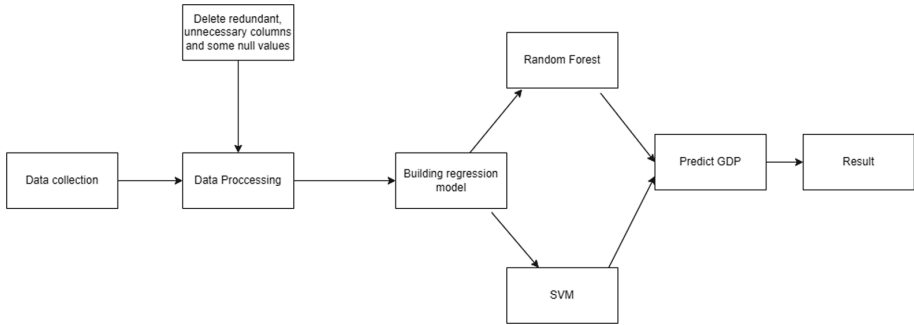 Delete redundant,
unnecessary columns
and some null values
Random Forest
Data collection
Data Proccessing
Building regression
model
Predict GDP
Result
SVM